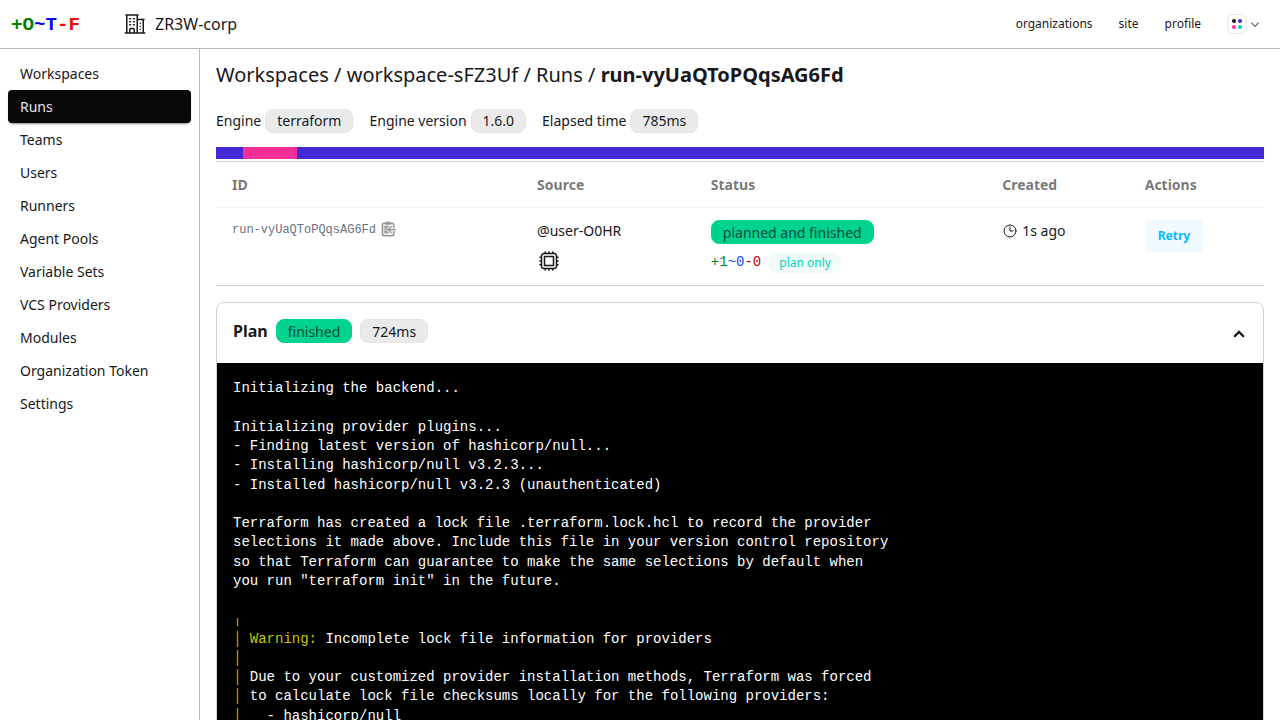 +O~T-F
ZR3W-corp
organizations
site
profile
Workspaces
Runs
Teams
Users
Runners
Agent Pools
Variable Sets
VCS Providers
Modules
Organization Token
Settings
Workspaces / workspace-sFZ3Uf / Runs / run-vyUaQToPQqsAG6Fd
Engine terraform Engine version 1.6.0 Elapsed time 785ms
ID Source Status Created Actions
run-vyUaQToPQqsAG6Fd @user-O0HR planned and finished 1s ago Retry
+1~0-0 plan only
Plan finished 724ms
Initializing the backend...
Initializing provider plugins...
- Finding latest version of hashicorp/null...
- Installing hashicorp/null v3.2.3...
- Installed hashicorp/null v3.2.3 (unauthenticated)
Terraform has created a lock file .terraform.lock.hcl to record the provider
selections it made above. Include this file in your version control repository
so that Terraform can guarantee to make the same selections by default when
you run "terraform init" in the future.
Warning: Incomplete lock file information for providers
Due to your customized provider installation methods, Terraform was forced
to calculate lock file checksums locally for the following providers:
- hashicorp/null